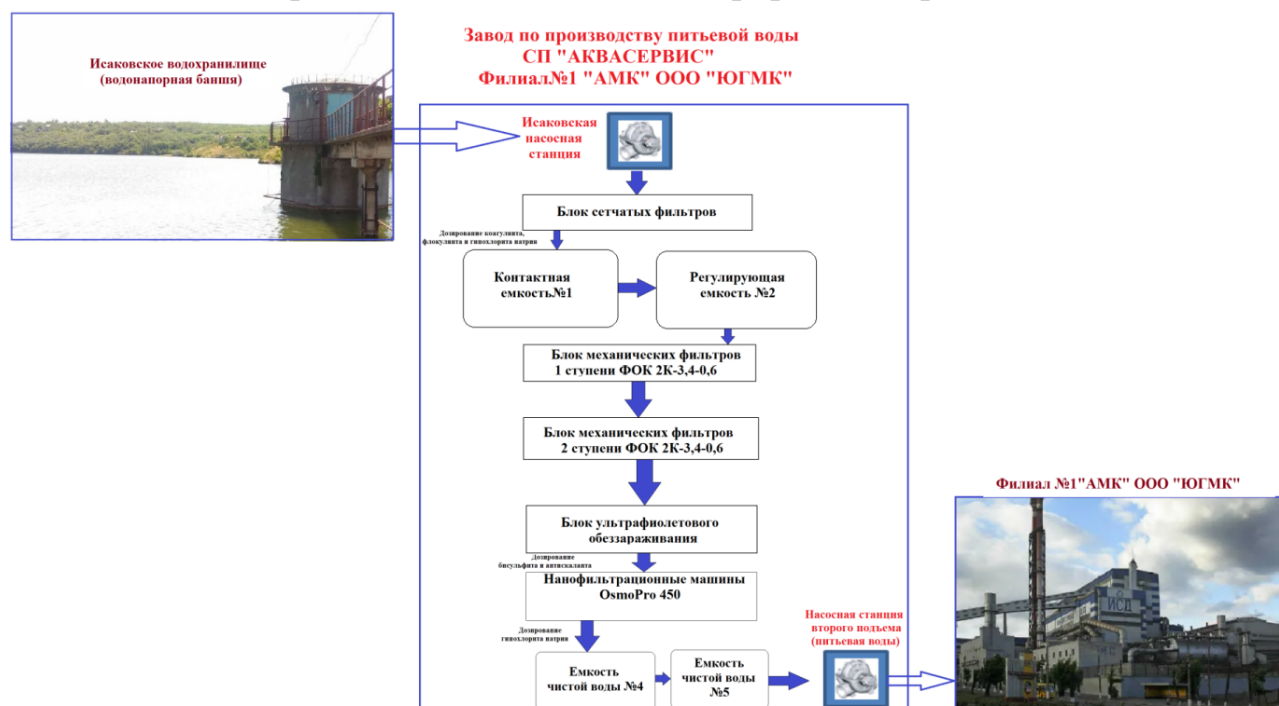 Исаковское водохранилище
(водонапорная баншя)
Завод по производству питьевой воды
СП "АКВАСЕРВИС"
Филиал№1 "АМК" ООО "ЮГМК"
Исаковская
насосная
станция
Блок сетчатых фильтров
Дозирование коагулянта,
флокулянта и гипохлорита натрия
Контактная
емкость№1
Регулирующая
емкость №2
Блок механических фильтров
1 ступени ФОК 2К-3,4-0,6
Блок механических фильтров
2 ступени ФОК 2К-3,4-0,6
Блок ультрафиолетового
обеззараживания
Дозирование
бисульфита и антискаланта
Нанофильтрационные машины
OsmoPro 450
Дозирование
гипохлорита натрия
Емкость
чистой воды №4
Емкость
чистой воды
№5
Насосная станция
второго подъема
(питьевой воды)
Филиал №1"АМК" ООО "ЮГМК"
ИСД